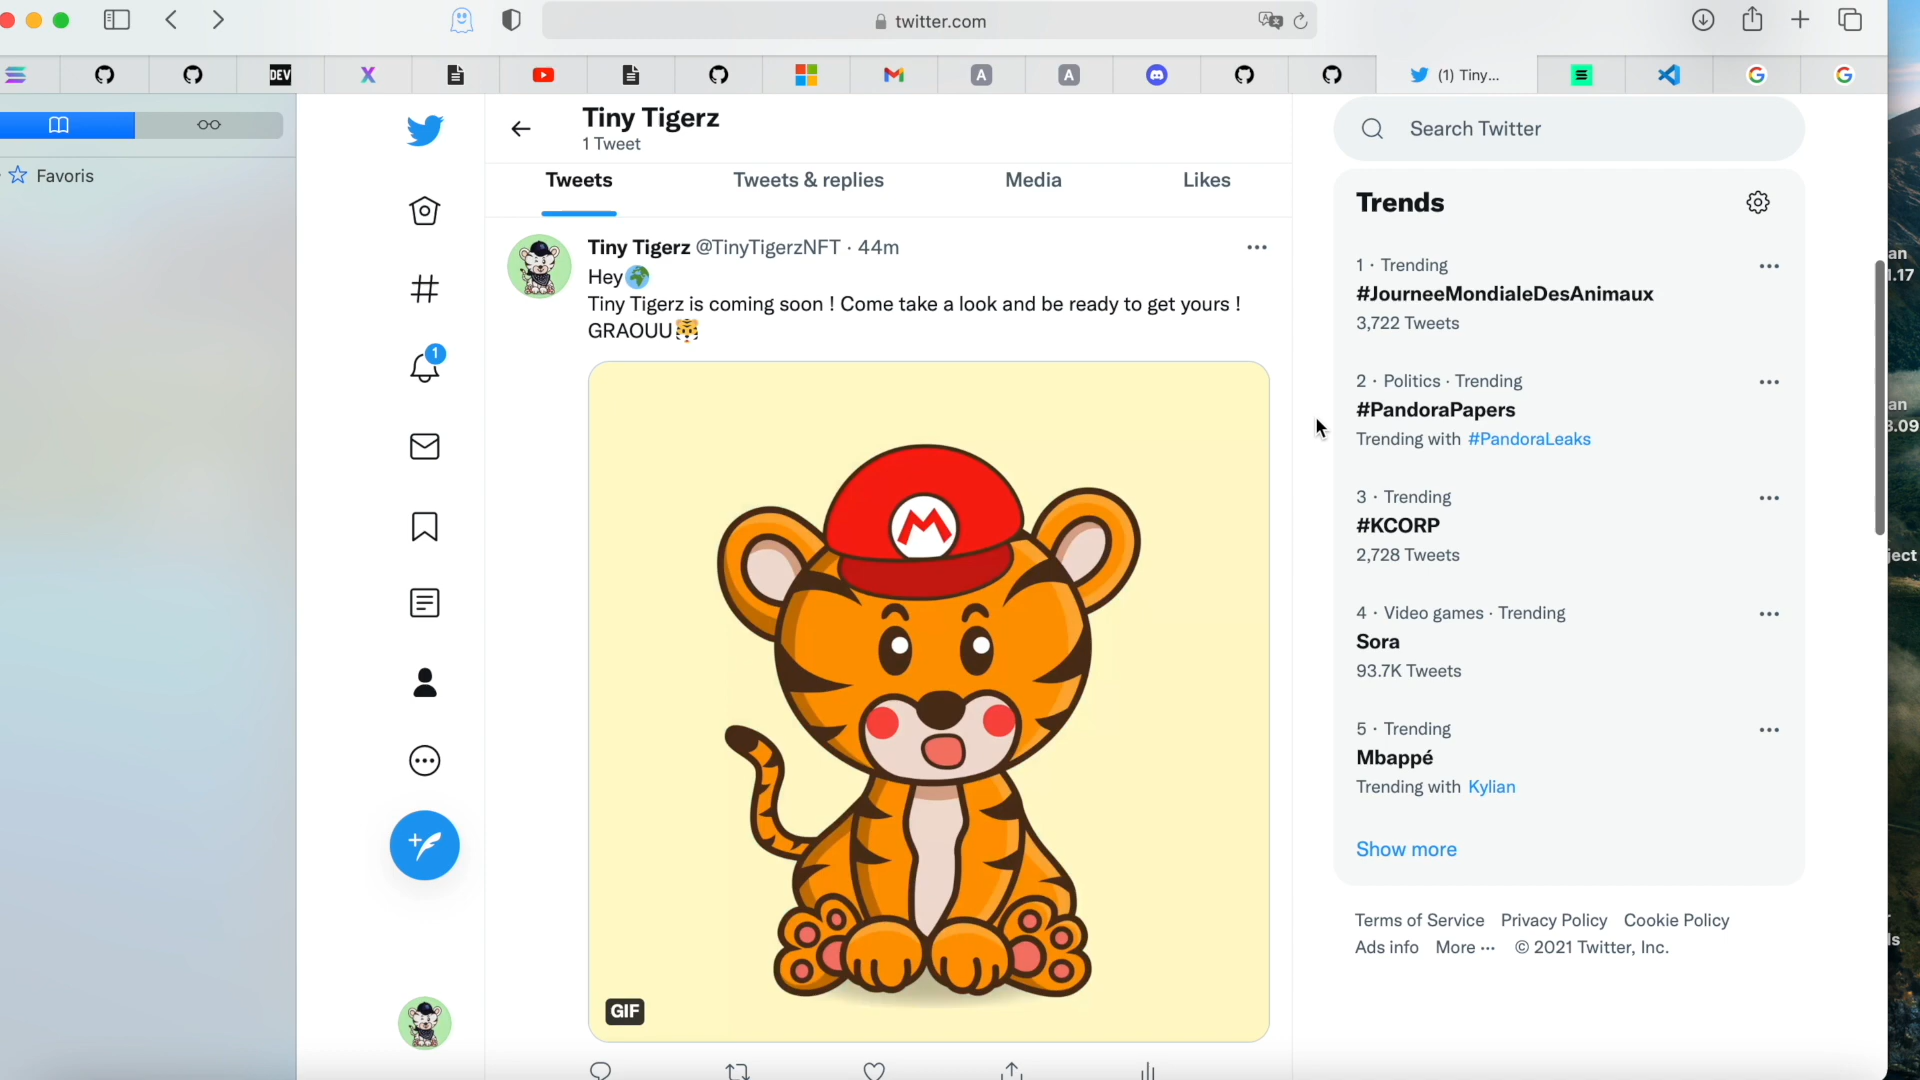 twitter.com
DEV
X
A
A
(1) Tiny...
G
G
Favoris
Tiny Tigerz
1 Tweet
Tweets
Tweets & replies
Media
Likes
Tiny Tigerz @TinyTigerzNFT · 44m
Hey🌍
Tiny Tigerz is coming soon ! Come take a look and be ready to get yours !
GRAOUU🐯
M
GIF
1
Search Twitter
Trends
1 · Trending
#JourneeMondialeDesAnimaux
3,722 Tweets
2 · Politics · Trending
#PandoraPapers
Trending with #PandoraLeaks
3 · Trending
#KCORP
2,728 Tweets
4 · Video games · Trending
Sora
93.7K Tweets
5 · Trending
Mbappé
Trending with Kylian
Show more
Terms of Service Privacy Policy Cookie Policy
Ads info More ··· © 2021 Twitter, Inc.